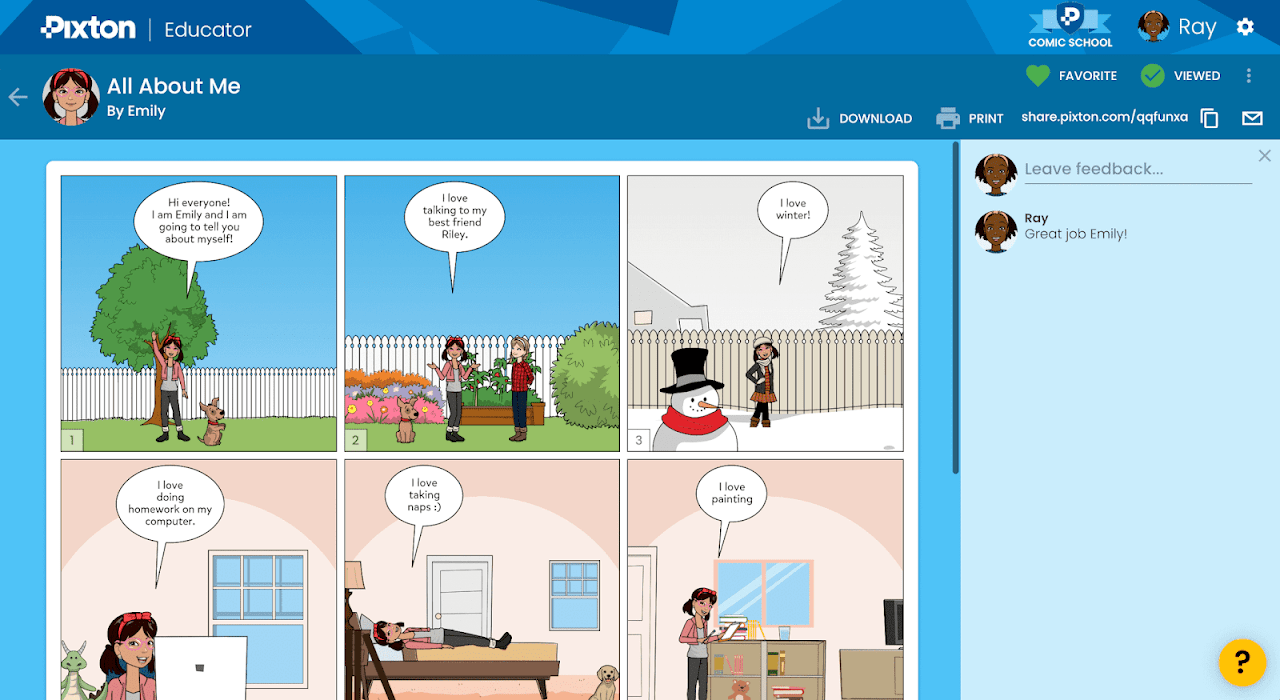 Pixton | Educator
COMIC SCHOOL
Ray
All About Me
By Emily
FAVORITE
VIEWED
DOWNLOAD
PRINT
share.pixton.com/qqfunxa
Hi everyone!
I am Emily and I am
going to tell you
about myself!
1
I love
talking to my
best friend
Riley.
2
I love
winter!
3
I love
doing
homework on my
computer.
I love
taking
naps :)
I love
painting
Leave feedback...
Ray
Great job Emily!
?